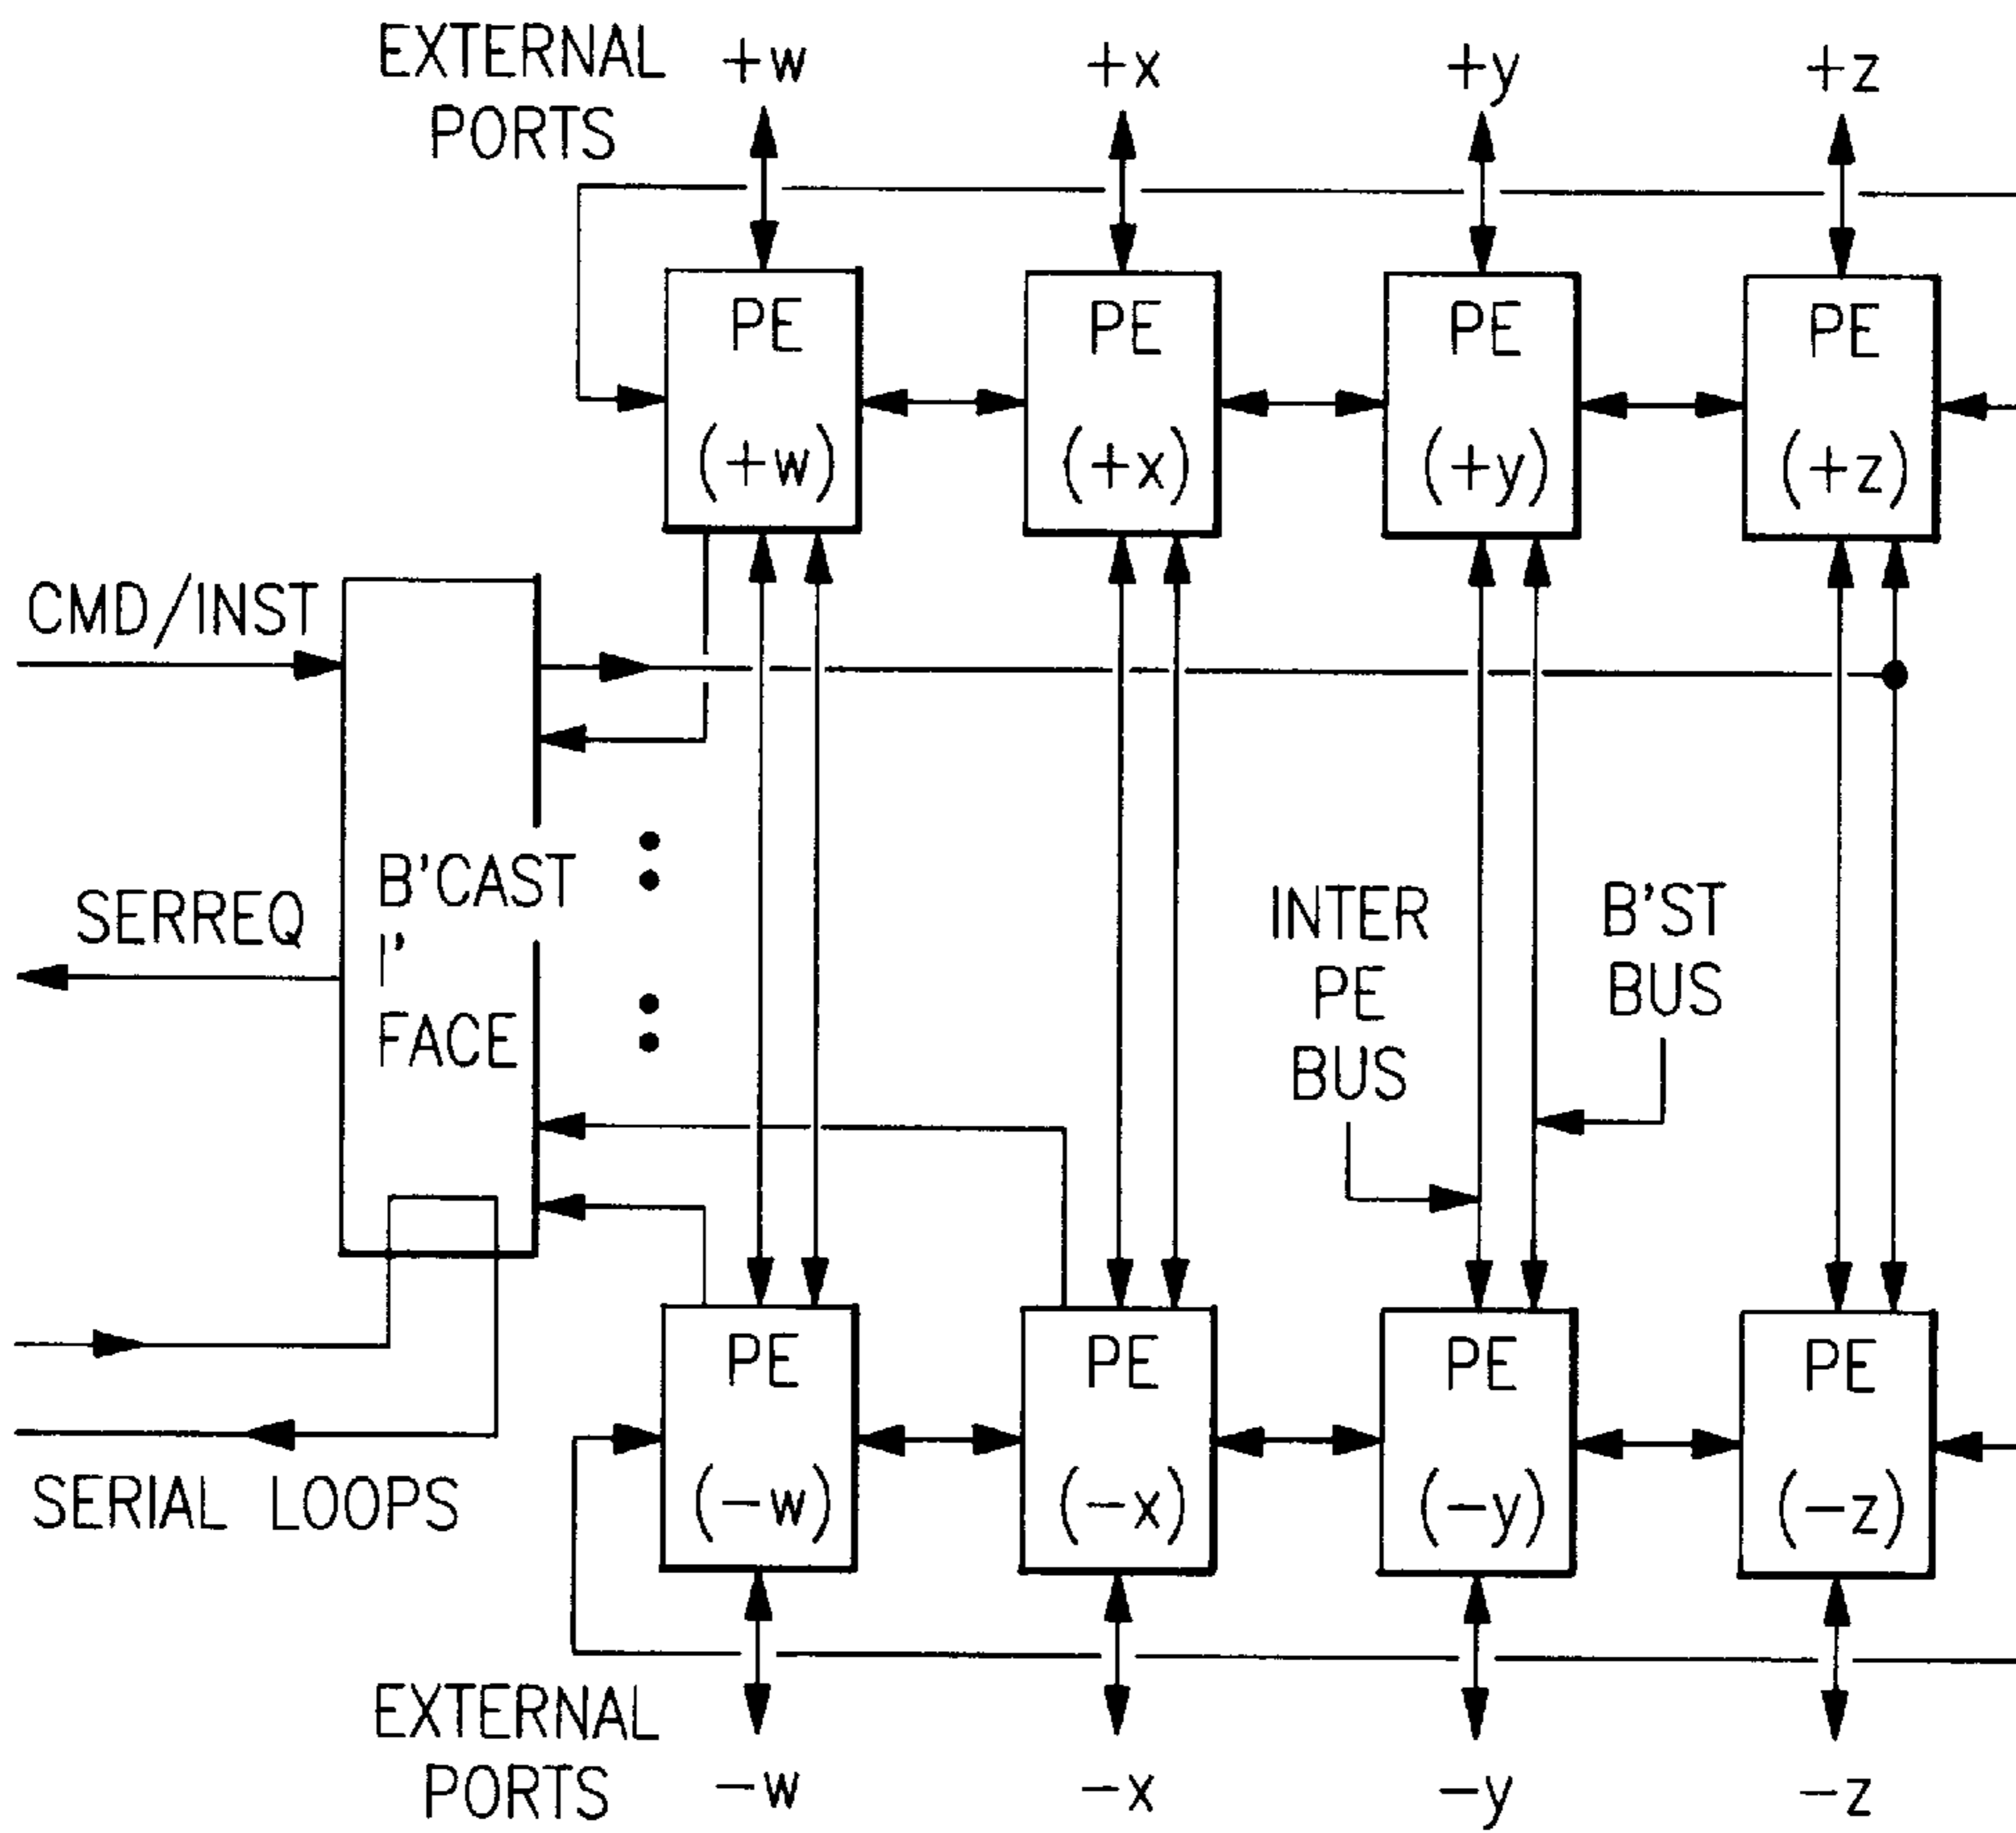 EXTERNAL
PORTS
+w +x +y +z
PE PE PE PE
(+w) (+x) (+y) (+z)
CMD/INST
B'CAST
I'
FACE
SERREQ
INTER
PE
BUS
B'ST
BUS
PE PE PE PE
(−w) (−x) (−y) (−z)
SERIAL LOOPS
EXTERNAL
PORTS
−w −x −y −z